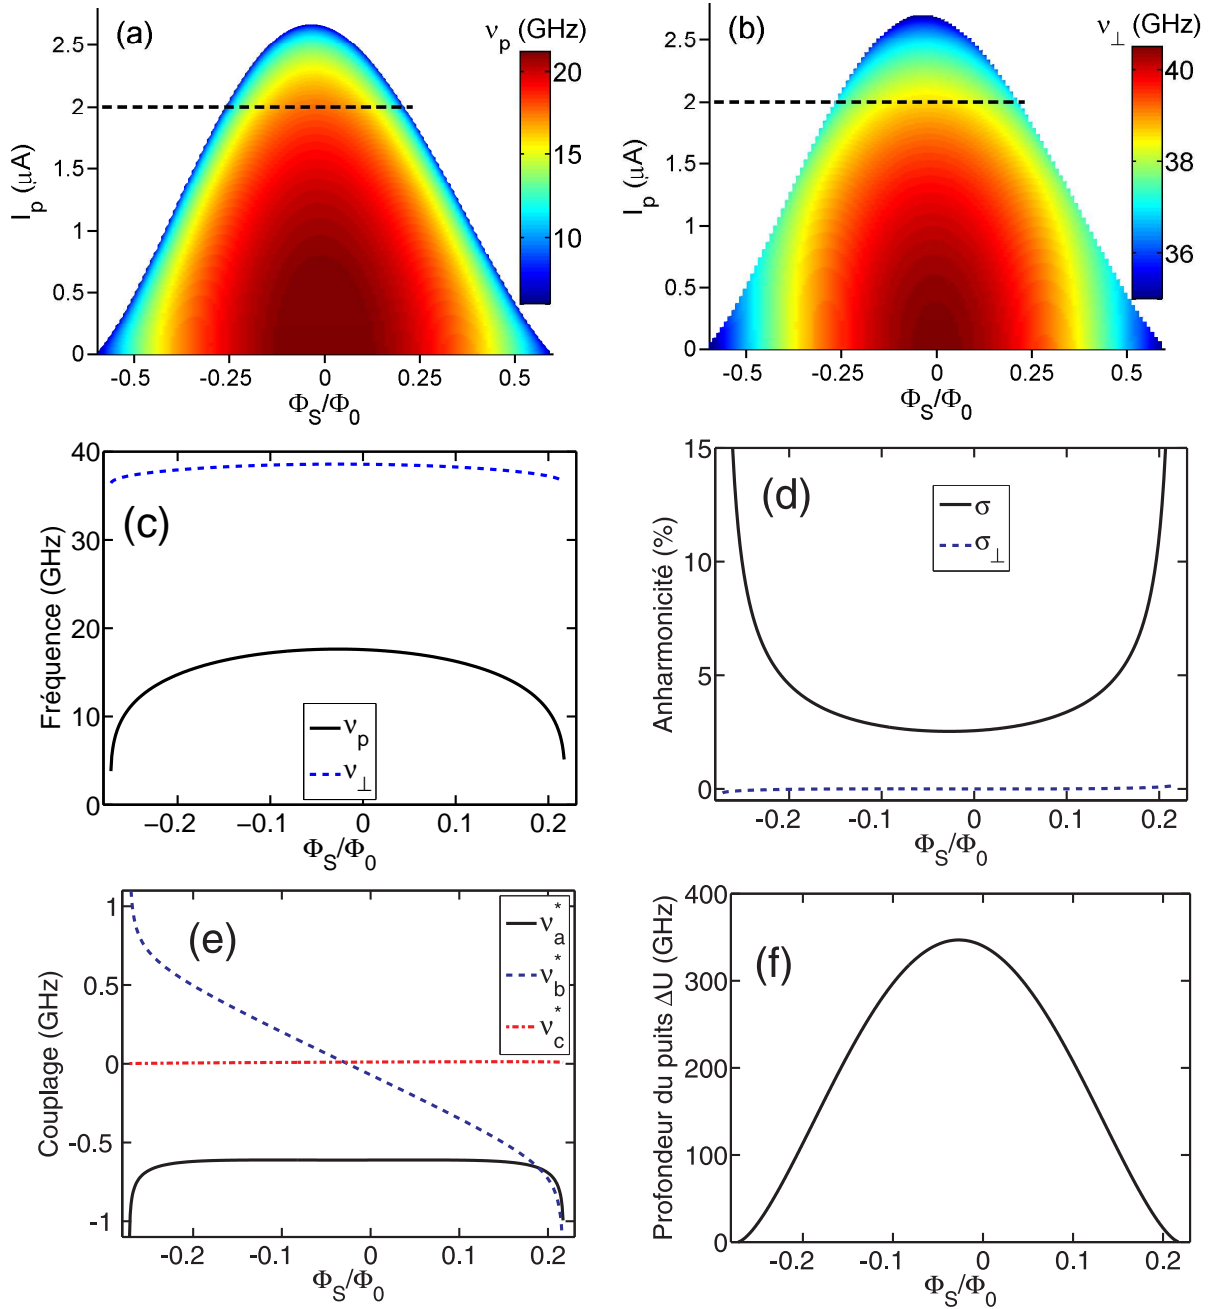 (a)
ν_p (GHz)
20
15
10
I_p (μA)
2.5
2
1.5
1
0.5
0
-0.5 -0.25 0 0.25 0.5
Φ_S/Φ_0
(b)
ν_⊥ (GHz)
40
38
36
I_p (μA)
2.5
2
1.5
1
0.5
0
-0.5 -0.25 0 0.25 0.5
Φ_S/Φ_0
(c)
Fréquence (GHz)
40
30
20
10
0
ν_p
ν_⊥
−0.2 −0.1 0 0.1 0.2
Φ_S/Φ_0
(d)
Anharmonicité (%)
15
10
5
0
σ
σ_⊥
-0.2 -0.1 0 0.1 0.2
Φ_S/Φ_0
(e)
Couplage (GHz)
1
0.5
0
-0.5
-1
ν_a^*
ν_b^*
ν_c^*
-0.2 -0.1 0 0.1 0.2
Φ_S/Φ_0
(f)
Profondeur du puits ΔU (GHz)
400
300
200
100
0
-0.2 -0.1 0 0.1 0.2
Φ_S/Φ_0